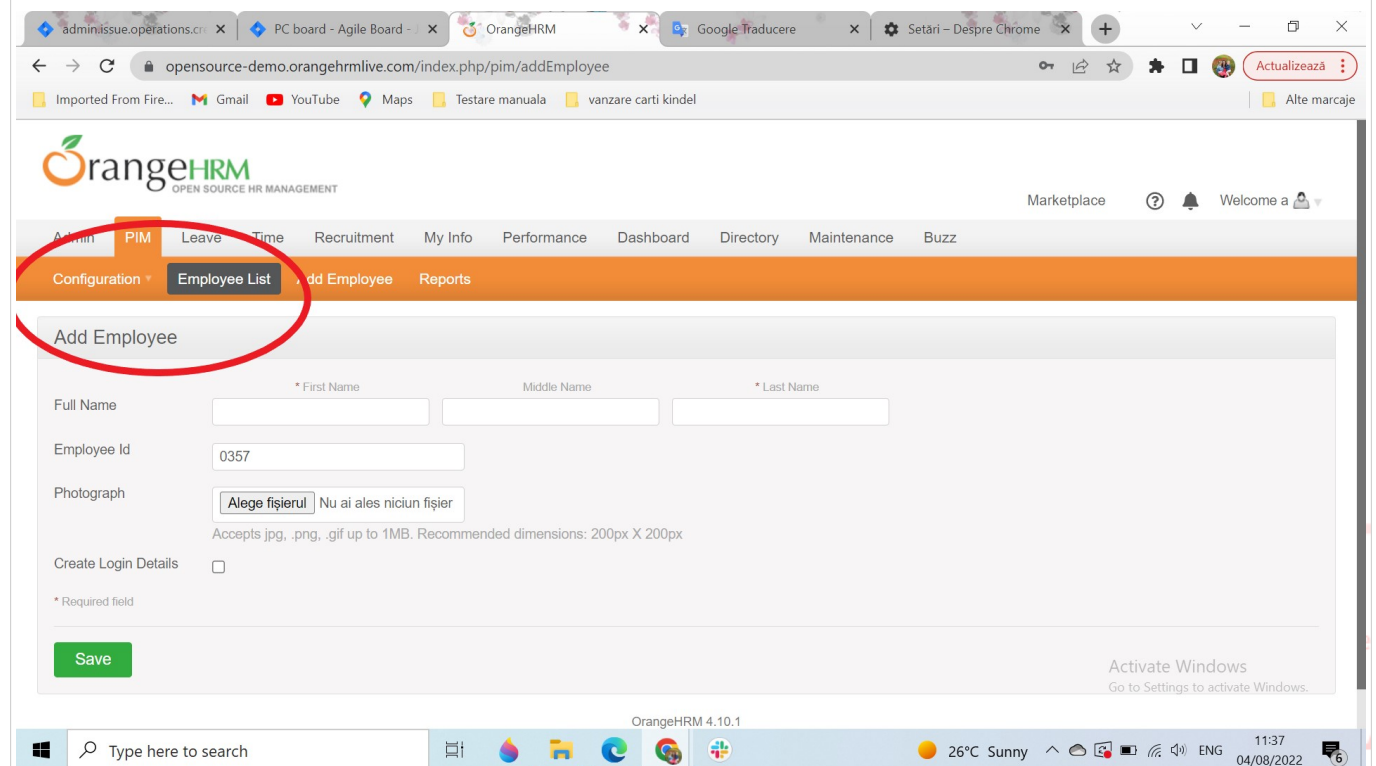 admin.issue.operations.cr
PC board - Agile Board - J
OrangeHRM
Google Traducere
Setări – Despre Chrome
opensource-demo.orangehrmlive.com/index.php/pim/addEmployee
Actualizează
Imported From Fire...
Gmail
YouTube
Maps
Testare manuala
vanzare carti kindel
Alte marcaje
OrangeHRM
OPEN SOURCE HR MANAGEMENT
Marketplace
Welcome a
Admin PIM Leave Time Recruitment My Info Performance Dashboard Directory Maintenance Buzz
Configuration Employee List Add Employee Reports
Add Employee
* First Name Middle Name * Last Name
Full Name
Employee Id 0357
Photograph Alege fișierul Nu ai ales niciun fișier
Accepts jpg, .png, .gif up to 1MB. Recommended dimensions: 200px X 200px
Create Login Details
* Required field
Save
Activate Windows
Go to Settings to activate Windows.
OrangeHRM 4.10.1
Type here to search
26°C Sunny
ENG
11:37
04/08/2022
6